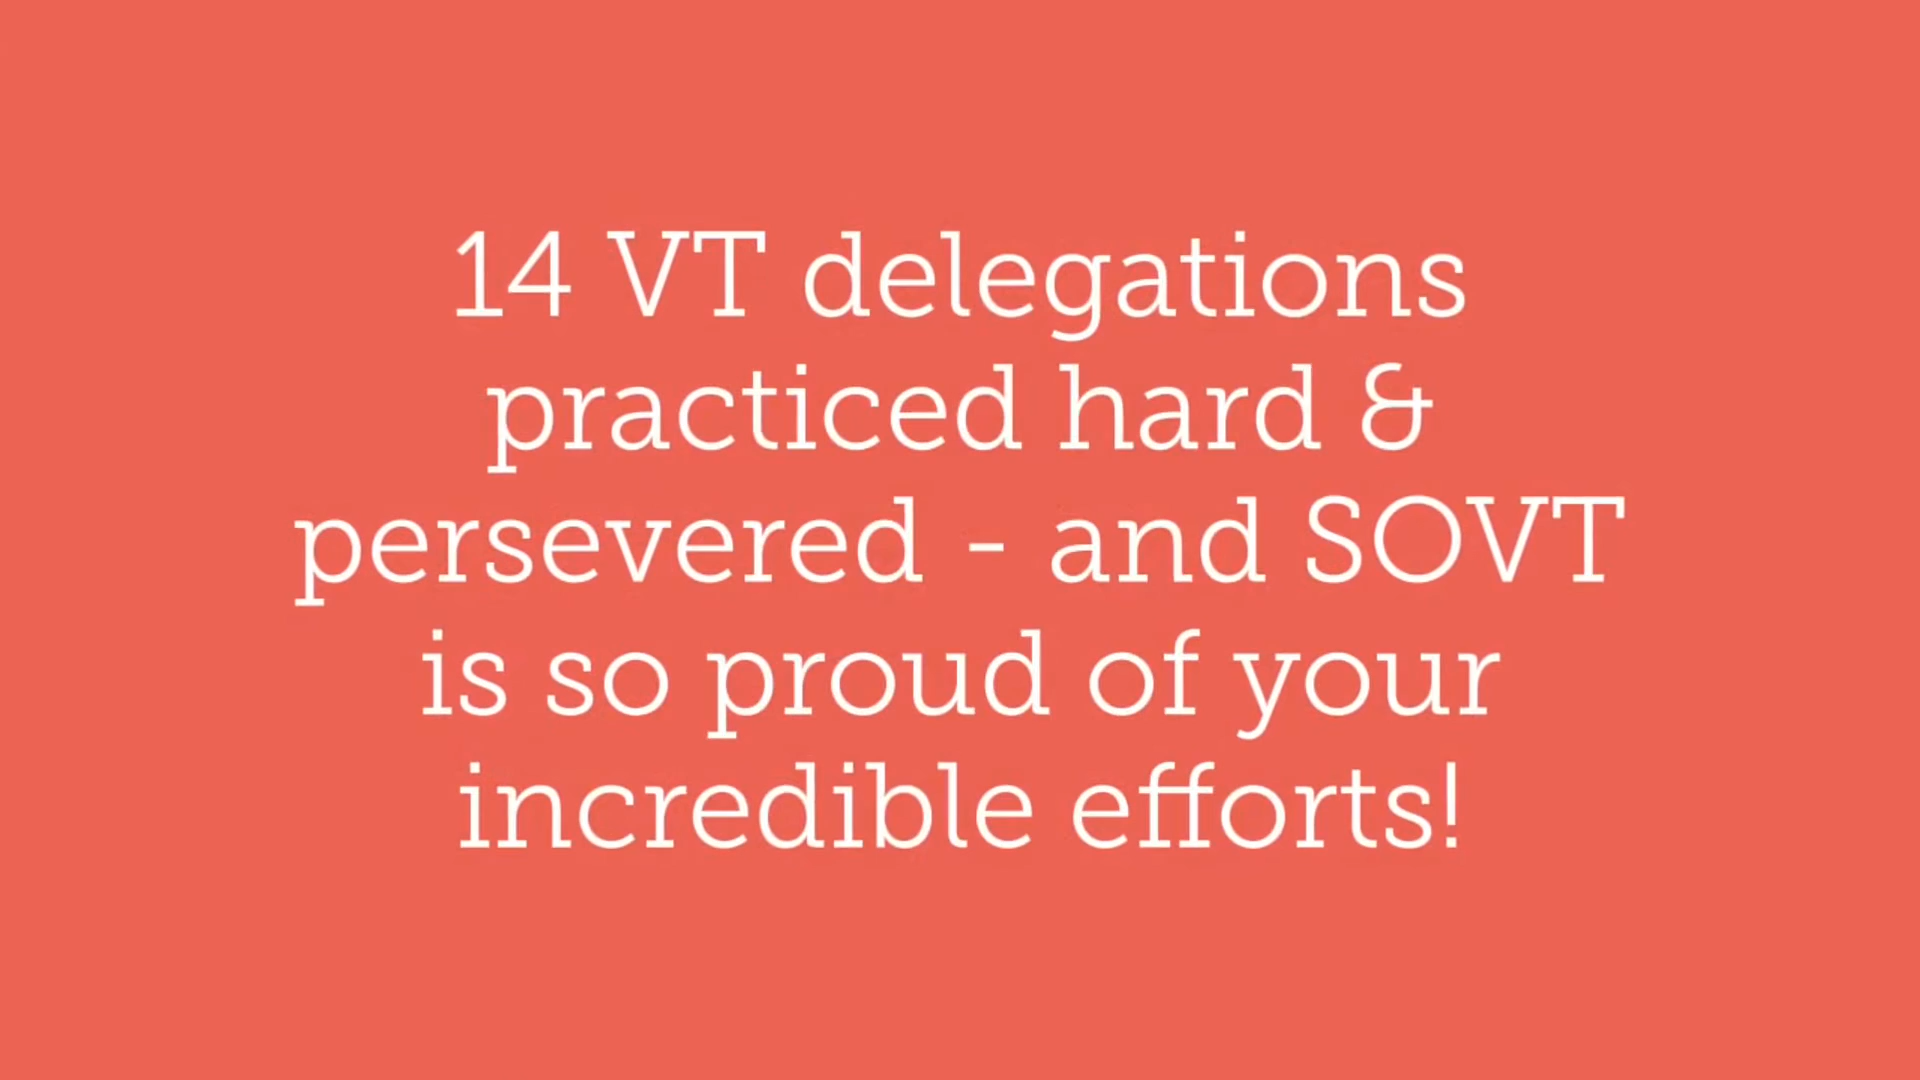 14 VT delegations
practiced hard &
persevered - and SOVT
is so proud of your
incredible efforts!